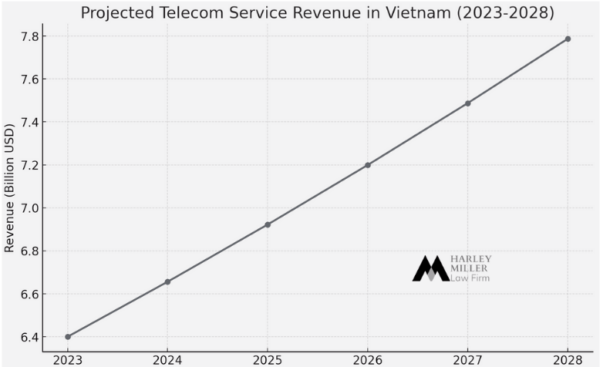 Projected Telecom Service Revenue in Vietnam (2023-2028)
Revenue (Billion USD)
7.8
7.6
7.4
7.2
7.0
6.8
6.6
6.4
HARLEY
MILLER
Law Firm
2023 2024 2025 2026 2027 2028